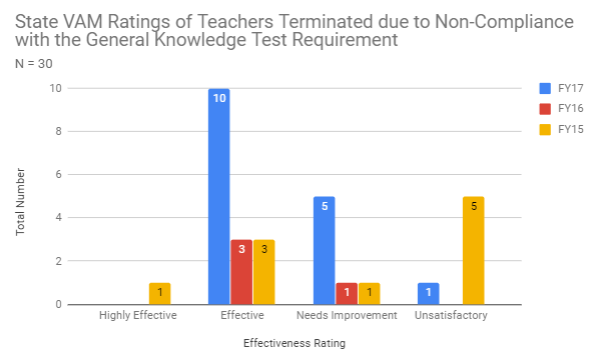 State VAM Ratings of Teachers Terminated due to Non-Compliance
with the General Knowledge Test Requirement
N = 30
FY17
FY16
FY15
Total Number
10
8
6
4
2
0
1
10
3
3
5
1
1
1
5
Highly Effective
Effective
Needs Improvement
Unsatisfactory
Effectiveness Rating